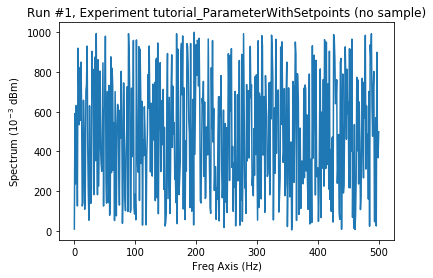 Run #1, Experiment tutorial_ParameterWithSetpoints (no sample)
1000
800
600
400
200
0
Spectrum (10⁻³ dBm)
0 100 200 300 400 500
Freq Axis (Hz)